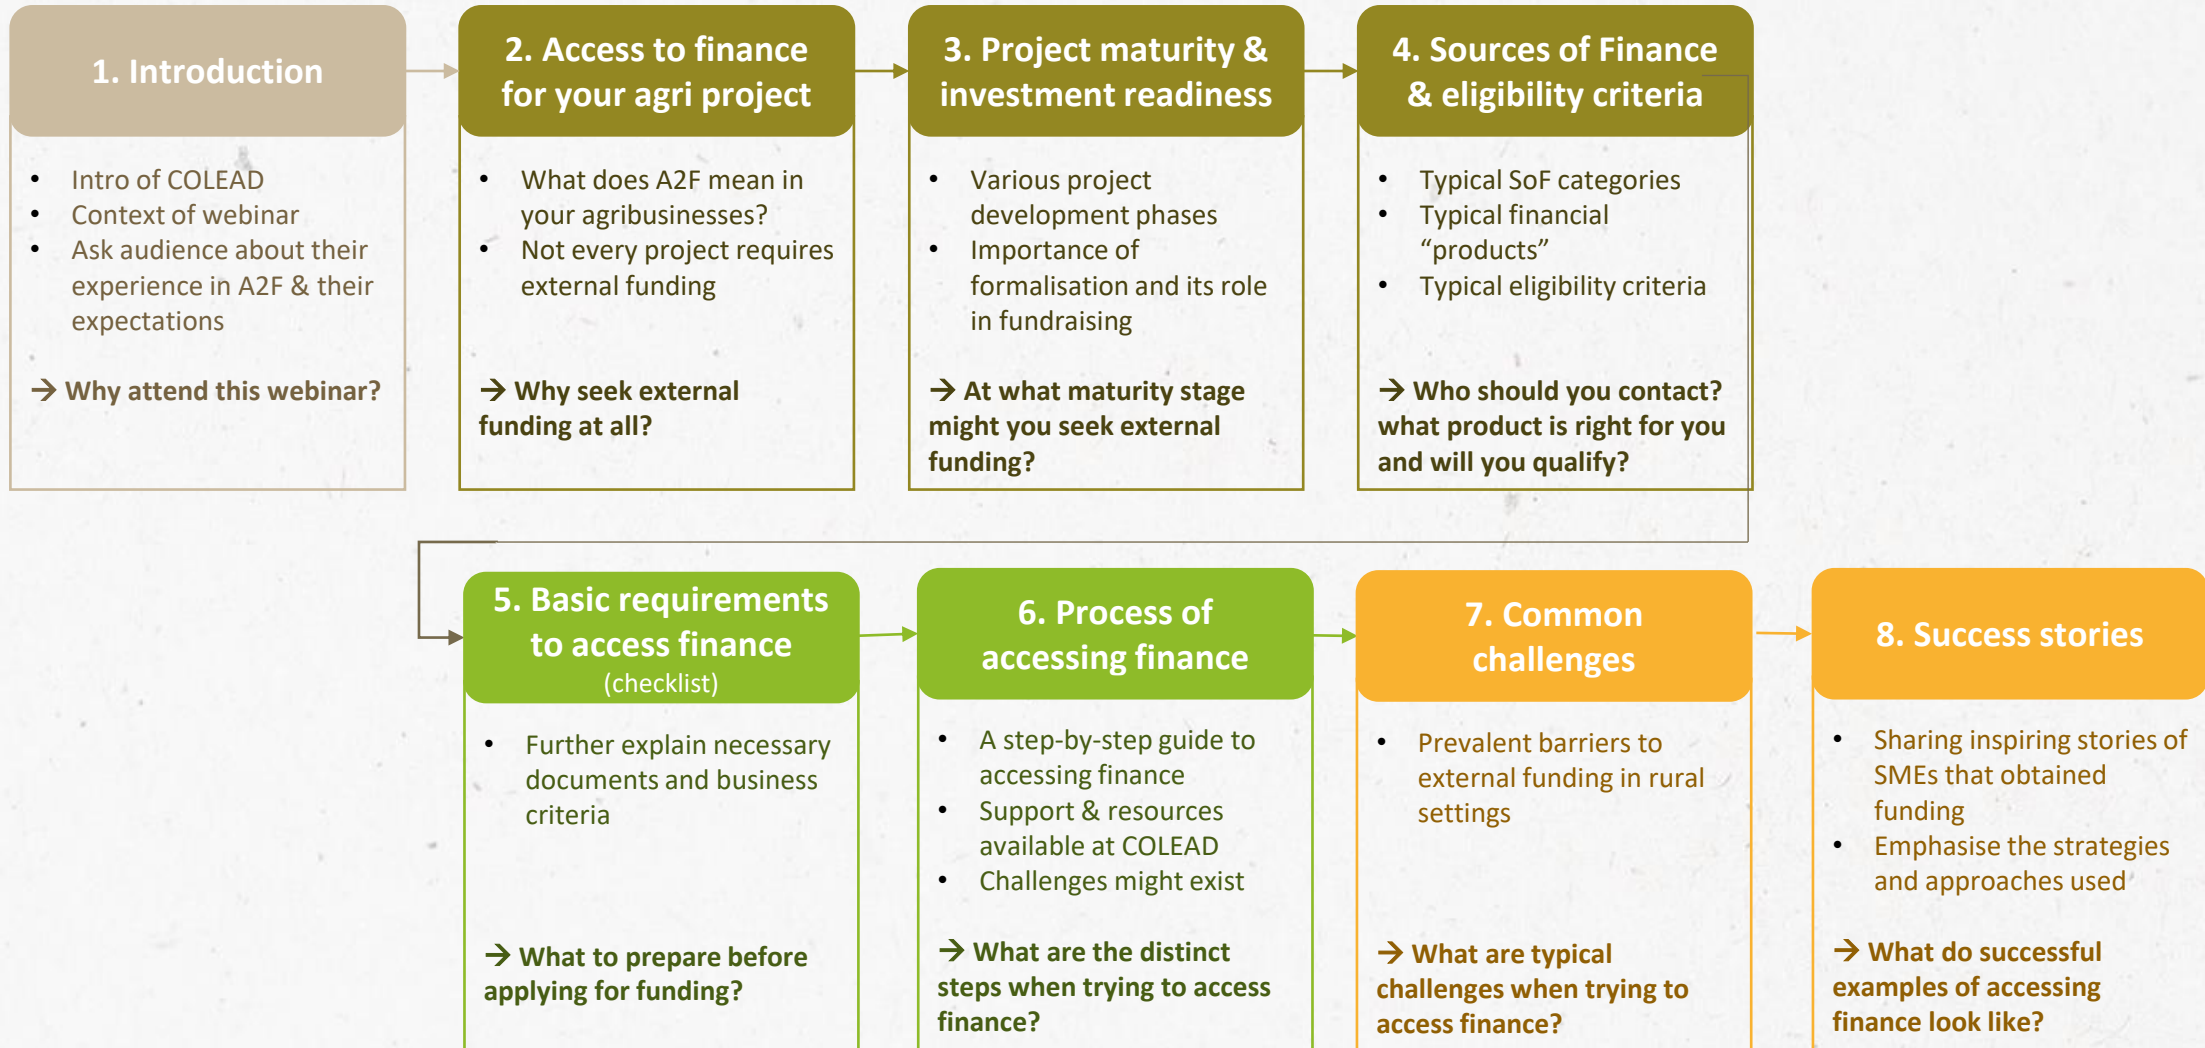 1. Introduction
• Intro of COLEAD
• Context of webinar
• Ask audience about their
experience in A2F & their
expectations
→ Why attend this webinar?
2. Access to finance
for your agri project
• What does A2F mean in
your agribusinesses?
• Not every project requires
external funding
→ Why seek external
funding at all?
3. Project maturity &
investment readiness
• Various project
development phases
• Importance of
formalisation and its role
in fundraising
→ At what maturity stage
might you seek external
funding?
4. Sources of Finance
& eligibility criteria
• Typical SoF categories
• Typical financial
“products”
• Typical eligibility criteria
→ Who should you contact?
what product is right for you
and will you qualify?
5. Basic requirements
to access finance
(checklist)
• Further explain necessary
documents and business
criteria
→ What to prepare before
applying for funding?
6. Process of
accessing finance
• A step-by-step guide to
accessing finance
• Support & resources
available at COLEAD
• Challenges might exist
→ What are the distinct
steps when trying to access
finance?
7. Common
challenges
• Prevalent barriers to
external funding in rural
settings
→ What are typical
challenges when trying to
access finance?
8. Success stories
• Sharing inspiring stories of
SMEs that obtained
funding
• Emphasise the strategies
and approaches used
→ What do successful
examples of accessing
finance look like?